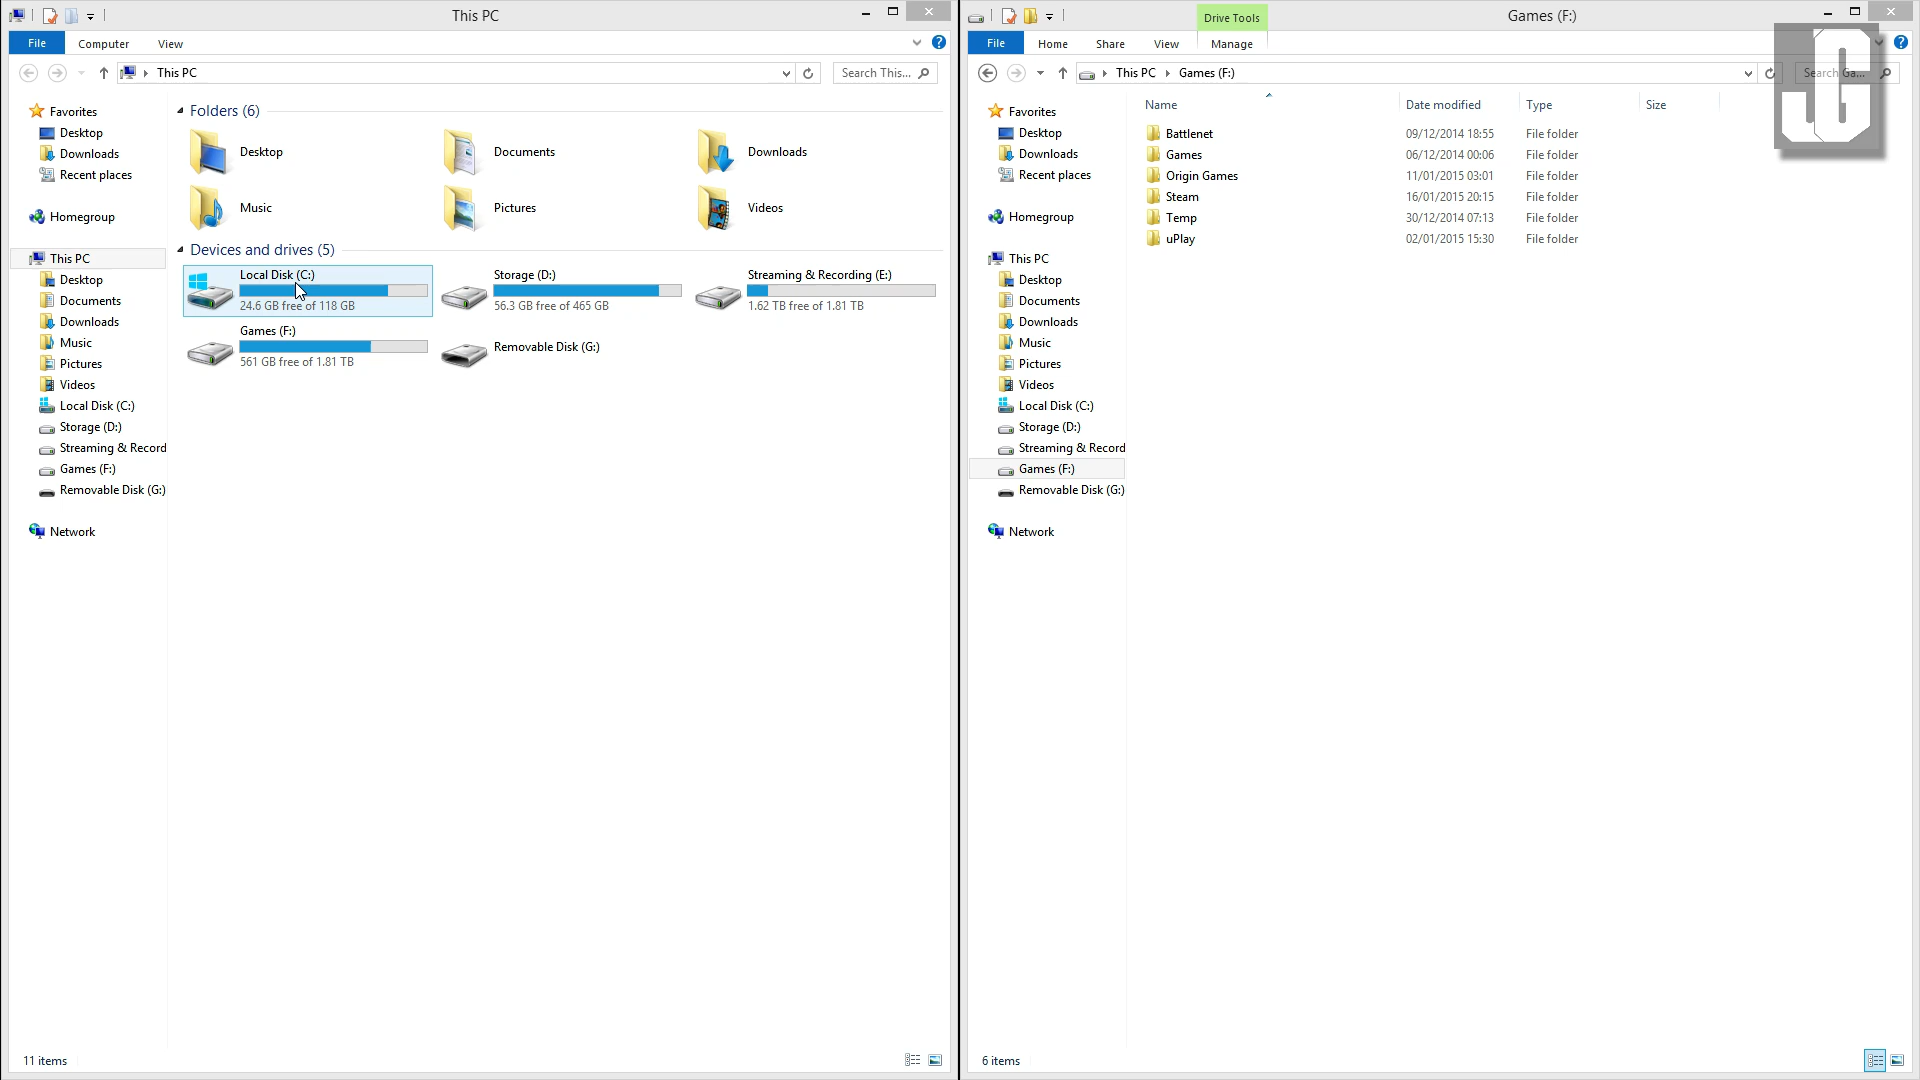 This PC
File
Computer
View
This PC
Search This...
Favorites
Desktop
Downloads
Recent places
Homegroup
This PC
Desktop
Documents
Downloads
Music
Pictures
Videos
Local Disk (C:)
Storage (D:)
Streaming & Record
Games (F:)
Removable Disk (G:)
Network
Folders (6)
Desktop
Documents
Downloads
Music
Pictures
Videos
Devices and drives (5)
Local Disk (C:)
24.6 GB free of 118 GB
Storage (D:)
56.3 GB free of 465 GB
Streaming & Recording (E:)
1.62 TB free of 1.81 TB
Games (F:)
561 GB free of 1.81 TB
Removable Disk (G:)
11 items
Drive Tools
Games (F:)
File
Home
Share
View
Manage
This PC
Games (F:)
Search Ga...
JC
Favorites
Desktop
Downloads
Recent places
Homegroup
This PC
Desktop
Documents
Downloads
Music
Pictures
Videos
Local Disk (C:)
Storage (D:)
Streaming & Record
Games (F:)
Removable Disk (G:)
Network
Name Date modified Type Size
Battlenet 09/12/2014 18:55 File folder
Games 06/12/2014 00:06 File folder
Origin Games 11/01/2015 03:01 File folder
Steam 16/01/2015 20:15 File folder
Temp 30/12/2014 07:13 File folder
uPlay 02/01/2015 15:30 File folder
6 items